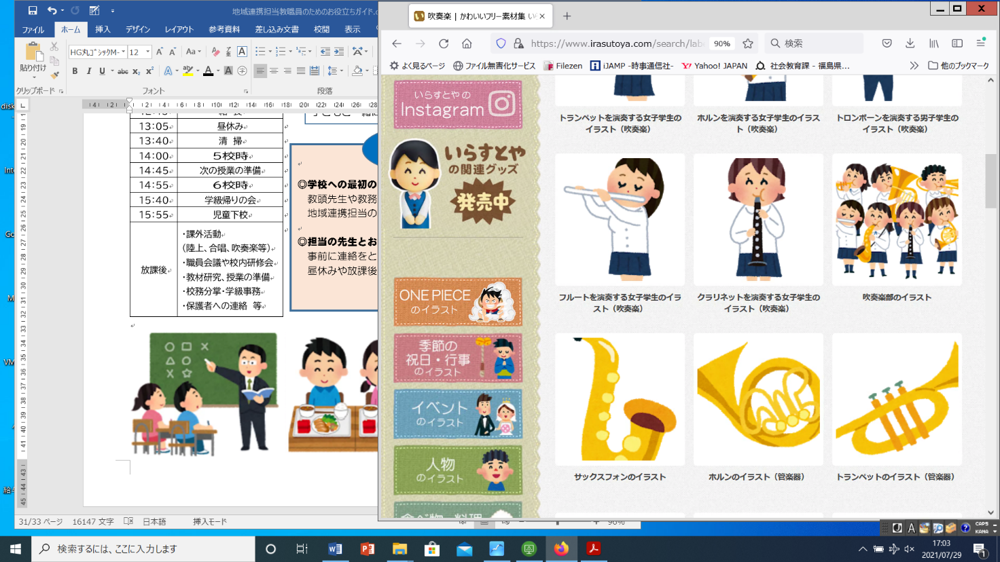 地域連携担当教職員のためのお役立ちガイド.
ファイル ホーム 挿入 デザイン レイアウト 参考資料 差し込み文書 校閲 表示
HG丸ｺﾞｼｯｸM- 12 Aa
貼り付け
B I U abc X₂ X² A ab A A
クリップボード フォント 段落
13:05 昼休み
13:40 清 掃
14:00 5校時
14:45 次の授業の準備
14:55 6校時
15:40 学級帰りの会
15:55 児童下校
放課後
・課外活動
（陸上、合唱、吹奏楽等）
・職員会議や校内研修会
・教材研究、授業の準備
・校務分掌・学級事務
・保護者への連絡 等
◎学校への最初の
教頭先生や教務
地域連携担当の
◎担当の先生とお
事前に連絡をと
昼休みや放課後
31/33 ページ 16147 文字 日本語 挿入モード
96%
吹奏楽 | かわいいフリー素材集 い
https://www.irasutoya.com/search/lab 90% 検索
よく見るページ ファイル無害化サービス Filezen iJAMP -時事通信社- Yahoo! JAPAN 社会教育課 - 福島県... 他のブックマーク
いらすとやの
Instagram
いらすとや
の関連グッズ
発売中
ONE PIECE
のイラスト
季節の
祝日・行事
のイラスト
イベント
のイラスト
人物
のイラスト
トランペットを演奏する女子学生の
イラスト（吹奏楽）
ホルンを演奏する女子学生のイラス
ト（吹奏楽）
トロンボーンを演奏する男子学生の
イラスト（吹奏楽）
フルートを演奏する女子学生のイラ
スト（吹奏楽）
クラリネットを演奏する女子学生の
イラスト（吹奏楽）
吹奏楽部のイラスト
サックスフォンのイラスト
ホルンのイラスト（管楽器）
トランペットのイラスト（管楽器）
CAPS
KANA
検索するには、ここに入力します
17:03
2021/07/29